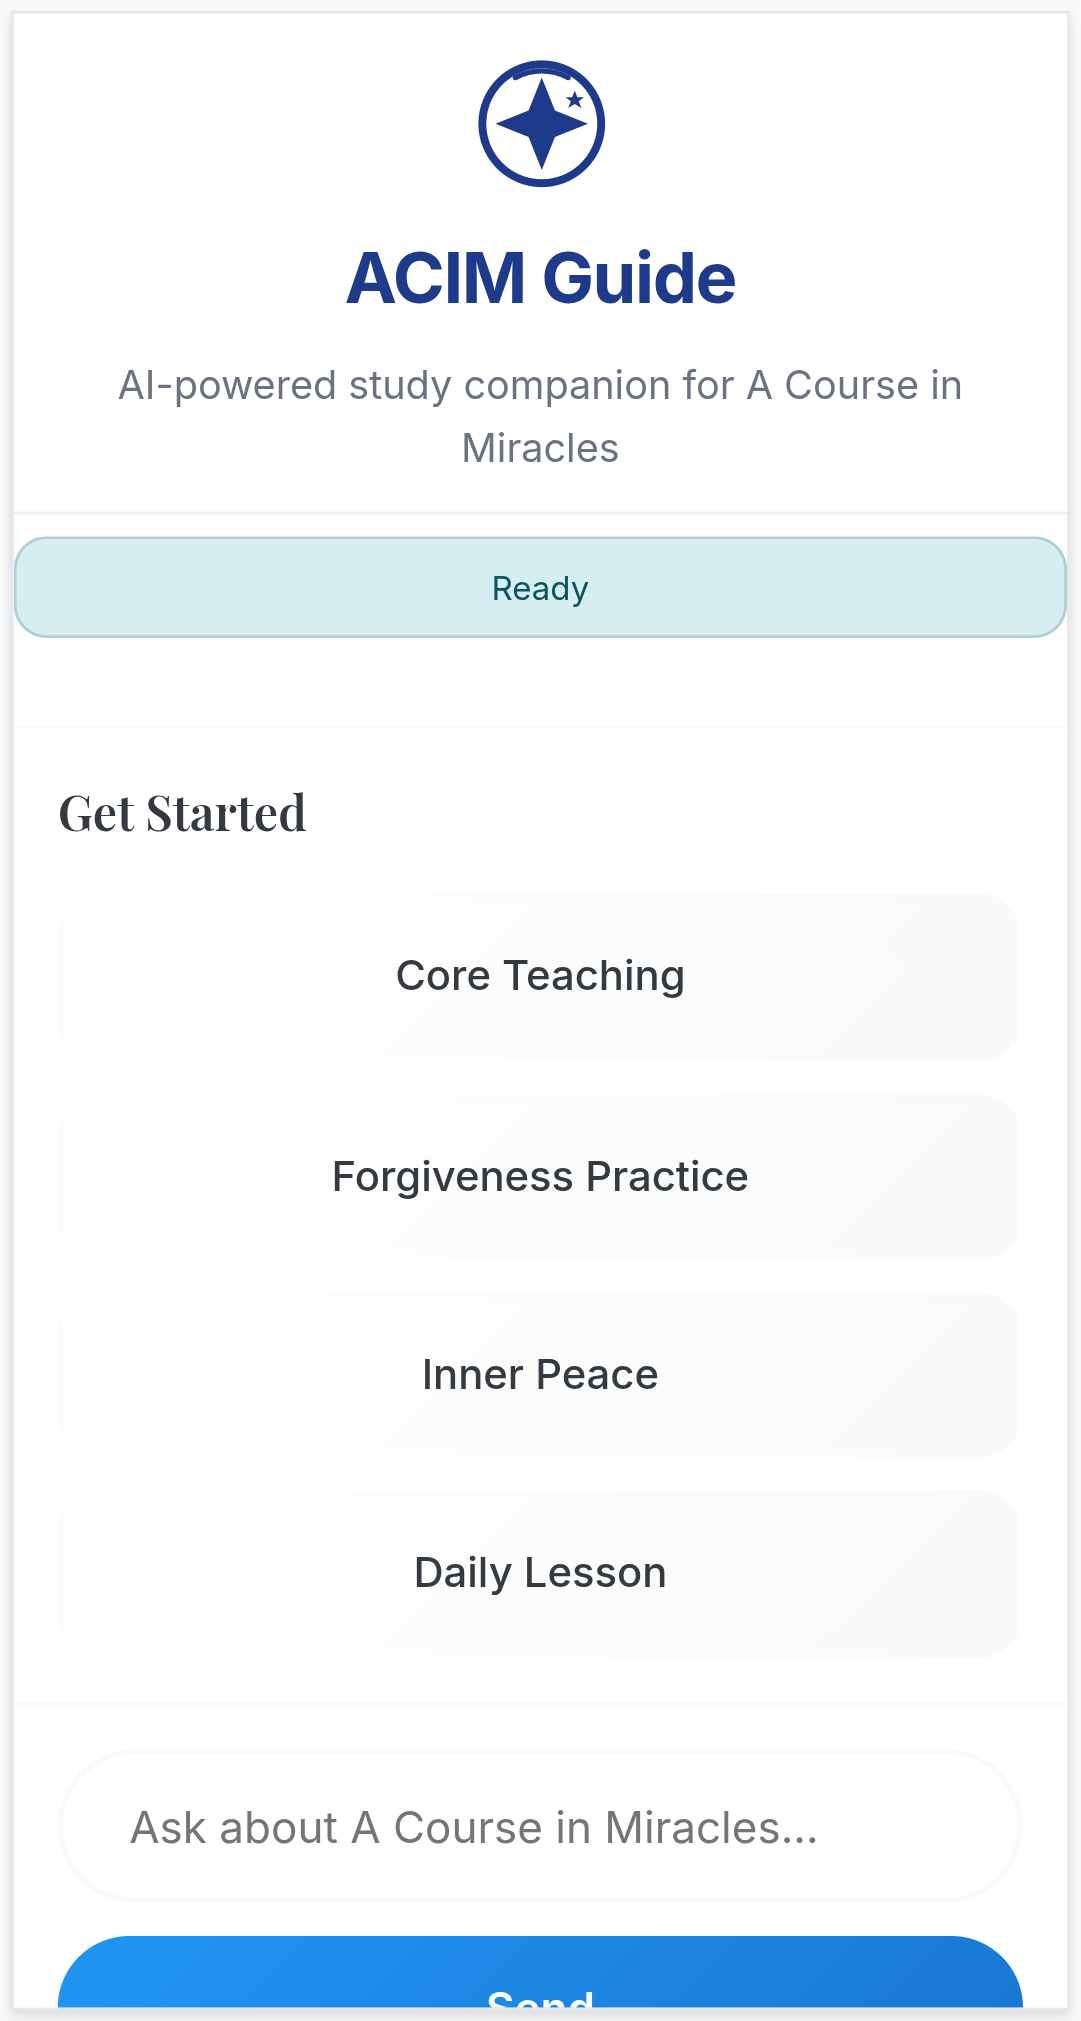 ACIM Guide
AI-powered study companion for A Course in
Miracles
Ready
Get Started
Core Teaching
Forgiveness Practice
Inner Peace
Daily Lesson
Ask about A Course in Miracles...
Send